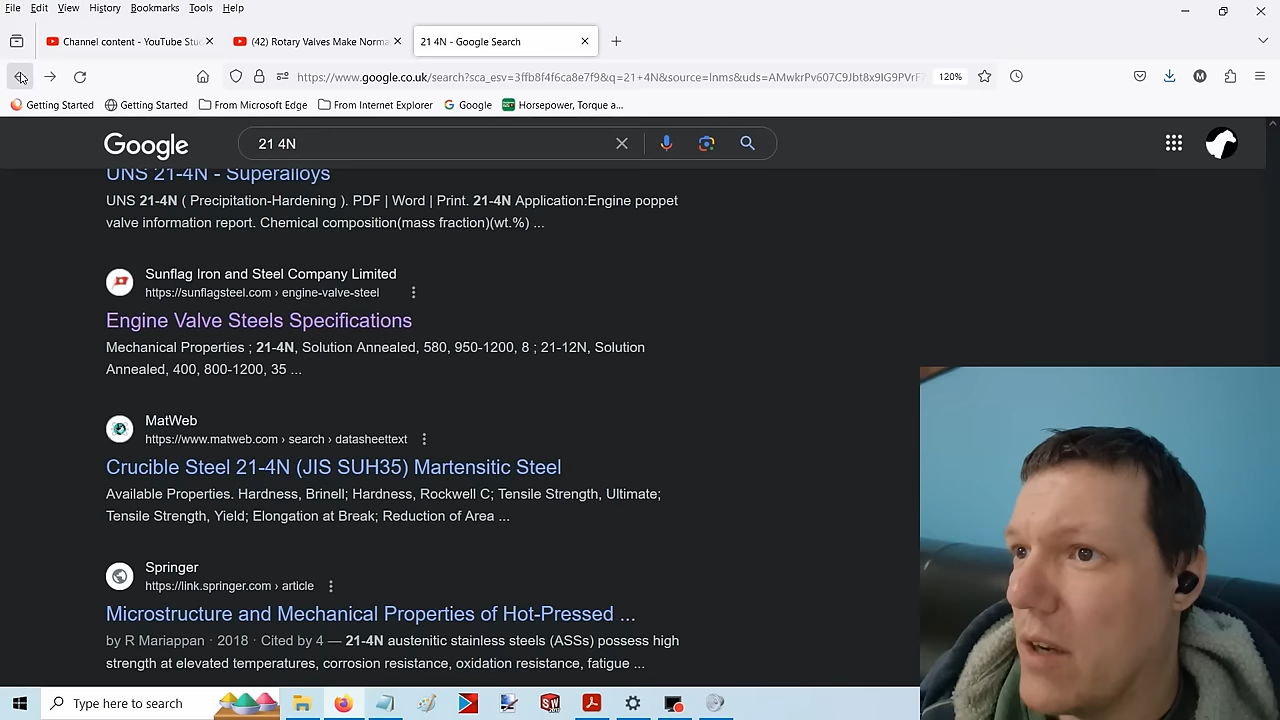 File Edit View History Bookmarks Tools Help
Channel content - YouTube Stu
(42) Rotary Valves Make Norma
21 4N - Google Search
https://www.google.co.uk/search?sca_esv=3ffb8f4f6ca8e7f9&q=21+4N&source=lnms&uds=AMwkrPv607C9Jbt8x9IG9PVrF
120%
Getting Started Getting Started From Microsoft Edge From Internet Explorer Google Horsepower, Torque a...
Google
21 4N
UNS 21-4N - Superalloys
UNS 21-4N ( Precipitation-Hardening ). PDF | Word | Print. 21-4N Application:Engine poppet
valve information report. Chemical composition(mass fraction)(wt.%) ...
Sunflag Iron and Steel Company Limited
https://sunflagsteel.com › engine-valve-steel
Engine Valve Steels Specifications
Mechanical Properties ; 21-4N, Solution Annealed, 580, 950-1200, 8 ; 21-12N, Solution
Annealed, 400, 800-1200, 35 ...
MatWeb
https://www.matweb.com › search › datasheettext
Crucible Steel 21-4N (JIS SUH35) Martensitic Steel
Available Properties. Hardness, Brinell; Hardness, Rockwell C; Tensile Strength, Ultimate;
Tensile Strength, Yield; Elongation at Break; Reduction of Area ...
Springer
https://link.springer.com › article
Microstructure and Mechanical Properties of Hot-Pressed ...
by R Mariappan · 2018 · Cited by 4 — 21-4N austenitic stainless steels (ASSs) possess high
strength at elevated temperatures, corrosion resistance, oxidation resistance, fatigue ...
Type here to search